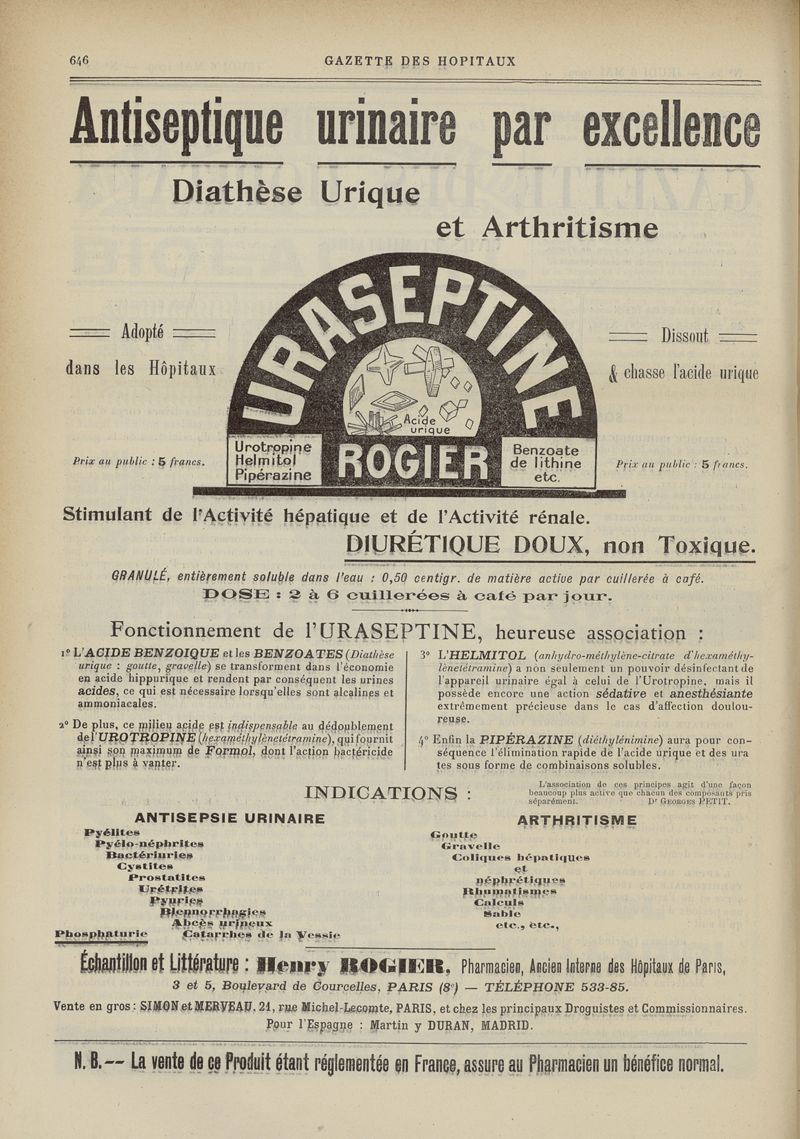 646
GAZETTE DES HOPITAUX
Antiseptique urinaire par excellence
Diathèse Urique
et Arthritisme
Adopté
dans les Hôpitaux
Prix au public : 5 francs.
URASEPTINE
Acide
urique
Urotropine
Helmitol
Pipérazine
ROGIER
Benzoate
de lithine
etc.
Dissout
& chasse l'acide urique
Prix au public : 5 francs.
Stimulant de l'Activité hépatique et de l'Activité rénale.
DIURÉTIQUE DOUX, non Toxique.
GRANULÉ, entièrement soluble dans l'eau : 0,50 centigr. de matière active par cuillerée à café.
DOSE : 2 à 6 cuillerées à café par jour.
Fonctionnement de l'URASEPTINE, heureuse association :
1º L'ACIDE BENZOIQUE et les BENZOATES (Diathèse
urique : goutte, gravelle) se transforment dans l'économie
en acide hippurique et rendent par conséquent les urines
acides, ce qui est nécessaire lorsqu'elles sont alcalines et
ammoniacales.
2º De plus, ce milieu acide est indispensable au dédoublement
de l'UROTROPINE (hexaméthylènetétramine), qui fournit
ainsi son maximum de Formol, dont l'action bactéricide
n'est plus à vanter.
3º L'HELMITOL (anhydro-méthylène-citrate d'hexaméthy-
lènetétramine) a non seulement un pouvoir désinfectant de
l'appareil urinaire égal à celui de l'Urotropine, mais il
possède encore une action sédative et anesthésiante
extrêmement précieuse dans le cas d'affection doulou-
reuse.
4º Enfin la PIPÉRAZINE (diéthylénimine) aura pour con-
séquence l'élimination rapide de l'acide urique et des ura
tes sous forme de combinaisons solubles.
L'association de ces principes agit d'une façon
beaucoup plus active que chacun des composants pris
séparément. Dr GEORGES PETIT.
INDICATIONS :
ANTISEPSIE URINAIRE
Pyélites
Pyélo-néphrites
Bactériuries
Cystites
Prostatites
Urétrites
Pyuries
Blennorrhagies
Abcès urineux
Phosphaturie Catarrhes de la Vessie
ARTHRITISME
Goutte
Gravelle
Coliques hépatiques
et
néphrétiques
Rhumatismes
Calculs
Sable
etc., etc.,
Échantillon et Littérature : Henry ROGIER, Pharmacien, Ancien Interne des Hôpitaux de Paris,
3 et 5, Boulevard de Courcelles, PARIS (8e) — TÉLÉPHONE 533-85.
Vente en gros : SIMON et MERVEAU, 21, rue Michel-Lecomte, PARIS, et chez les principaux Droguistes et Commissionnaires.
Pour l'Espagne : Martin y DURAN, MADRID.
N. B. — La vente de ce Produit étant réglementée en France, assure au Pharmacien un bénéfice normal.